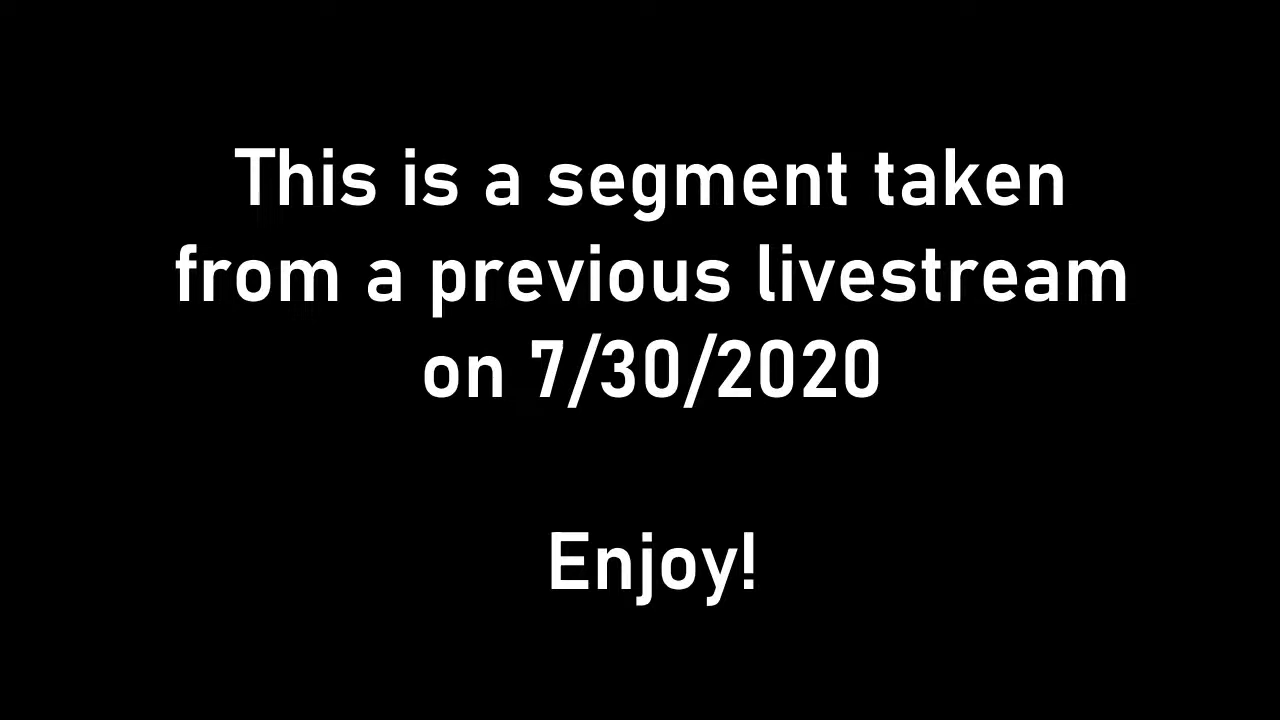 This is a segment taken
from a previous livestream
on 7/30/2020
Enjoy!